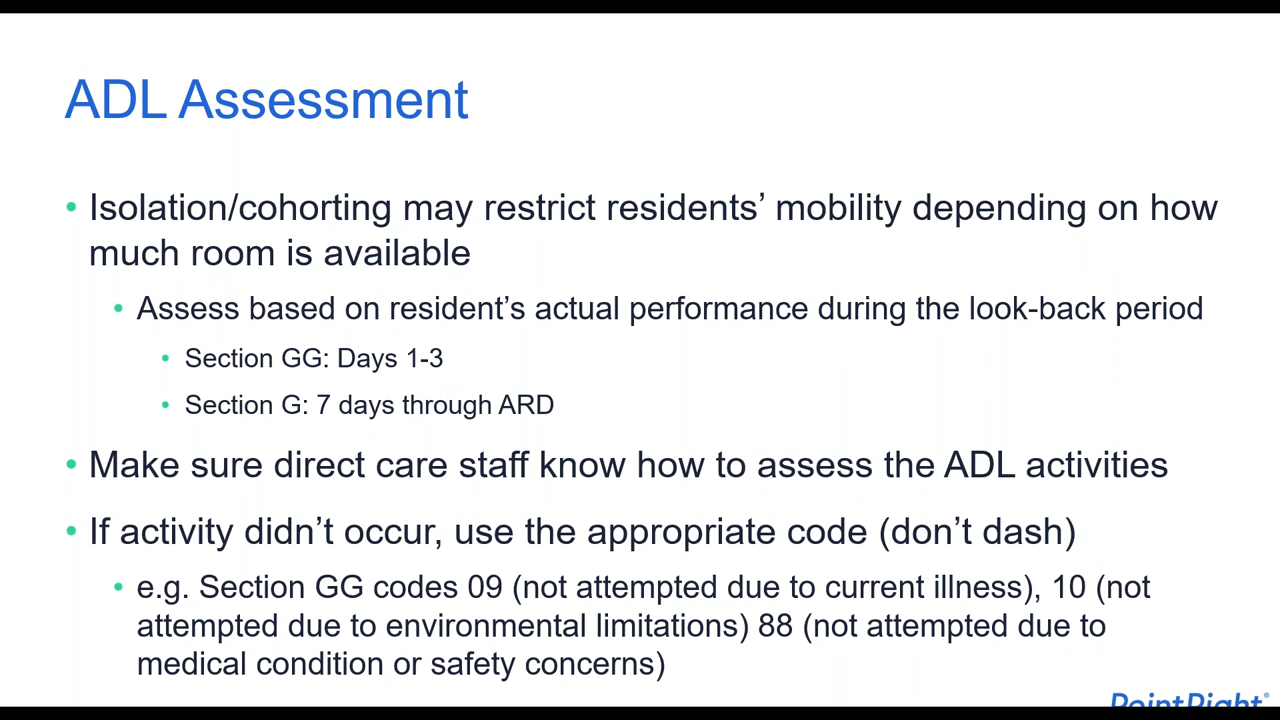 ADL Assessment
• Isolation/cohorting may restrict residents’ mobility depending on how
much room is available
• Assess based on resident’s actual performance during the look-back period
• Section GG: Days 1-3
• Section G: 7 days through ARD
• Make sure direct care staff know how to assess the ADL activities
• If activity didn’t occur, use the appropriate code (don’t dash)
• e.g. Section GG codes 09 (not attempted due to current illness), 10 (not
attempted due to environmental limitations) 88 (not attempted due to
medical condition or safety concerns)
PointRight®